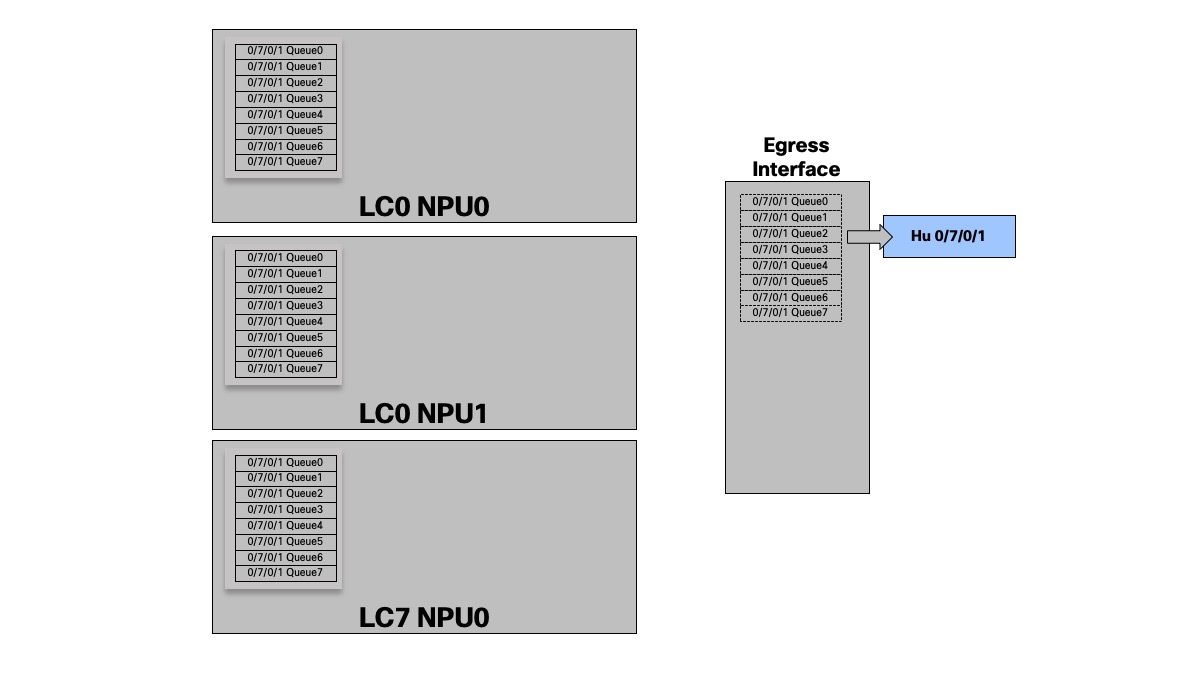 0/7/0/1 Queue0
0/7/0/1 Queue1
0/7/0/1 Queue2
0/7/0/1 Queue3
0/7/0/1 Queue4
0/7/0/1 Queue5
0/7/0/1 Queue6
0/7/0/1 Queue7
LC0 NPU0
0/7/0/1 Queue0
0/7/0/1 Queue1
0/7/0/1 Queue2
0/7/0/1 Queue3
0/7/0/1 Queue4
0/7/0/1 Queue5
0/7/0/1 Queue6
0/7/0/1 Queue7
LC0 NPU1
0/7/0/1 Queue0
0/7/0/1 Queue1
0/7/0/1 Queue2
0/7/0/1 Queue3
0/7/0/1 Queue4
0/7/0/1 Queue5
0/7/0/1 Queue6
0/7/0/1 Queue7
LC7 NPU0
Egress
Interface
0/7/0/1 Queue0
0/7/0/1 Queue1
0/7/0/1 Queue2
0/7/0/1 Queue3
0/7/0/1 Queue4
0/7/0/1 Queue5
0/7/0/1 Queue6
0/7/0/1 Queue7
Hu 0/7/0/1